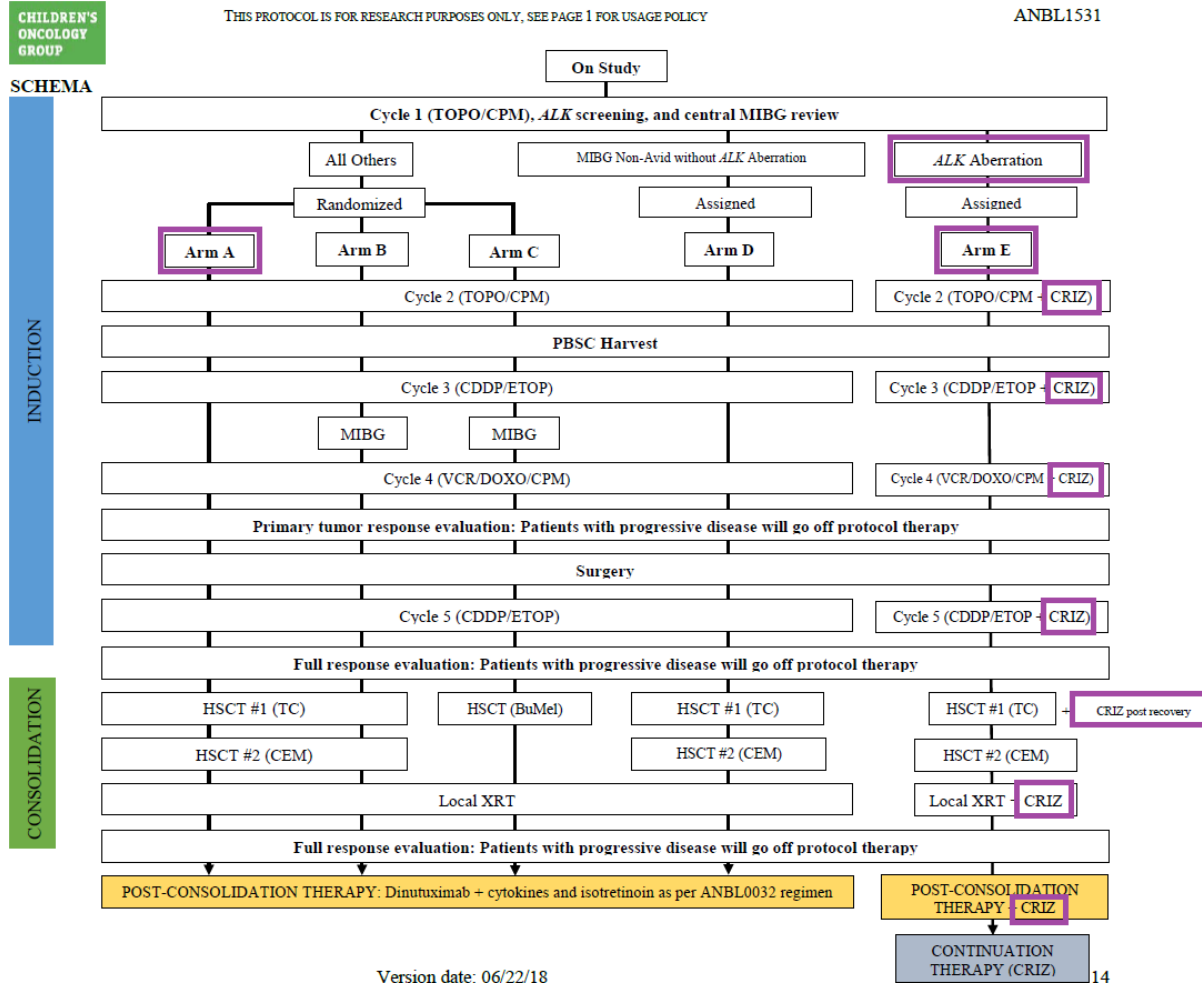 CHILDREN'S
ONCOLOGY
GROUP
THIS PROTOCOL IS FOR RESEARCH PURPOSES ONLY, SEE PAGE 1 FOR USAGE POLICY
ANBL1531
SCHEMA
On Study
Cycle 1 (TOPO/CPM), ALK screening, and central MIBG review
All Others
MIBG Non-Avid without ALK Aberration
ALK Aberration
Randomized
Assigned
Assigned
Arm A
Arm B
Arm C
Arm D
Arm E
INDUCTION
Cycle 2 (TOPO/CPM)
Cycle 2 (TOPO/CPM + CRIZ)
PBSC Harvest
Cycle 3 (CDDP/ETOP)
Cycle 3 (CDDP/ETOP + CRIZ)
MIBG
MIBG
Cycle 4 (VCR/DOXO/CPM)
Cycle 4 (VCR/DOXO/CPM + CRIZ)
Primary tumor response evaluation: Patients with progressive disease will go off protocol therapy
Surgery
Cycle 5 (CDDP/ETOP)
Cycle 5 (CDDP/ETOP + CRIZ)
Full response evaluation: Patients with progressive disease will go off protocol therapy
CONSOLIDATION
HSCT #1 (TC)
HSCT (BuMel)
HSCT #1 (TC)
HSCT #1 (TC) + CRIZ post recovery
HSCT #2 (CEM)
HSCT #2 (CEM)
HSCT #2 (CEM)
Local XRT
Local XRT + CRIZ
Full response evaluation: Patients with progressive disease will go off protocol therapy
POST-CONSOLIDATION THERAPY: Dinutuximab + cytokines and isotretinoin as per ANBL0032 regimen
POST-CONSOLIDATION
THERAPY + CRIZ
CONTINUATION
THERAPY (CRIZ)
Version date: 06/22/18
14